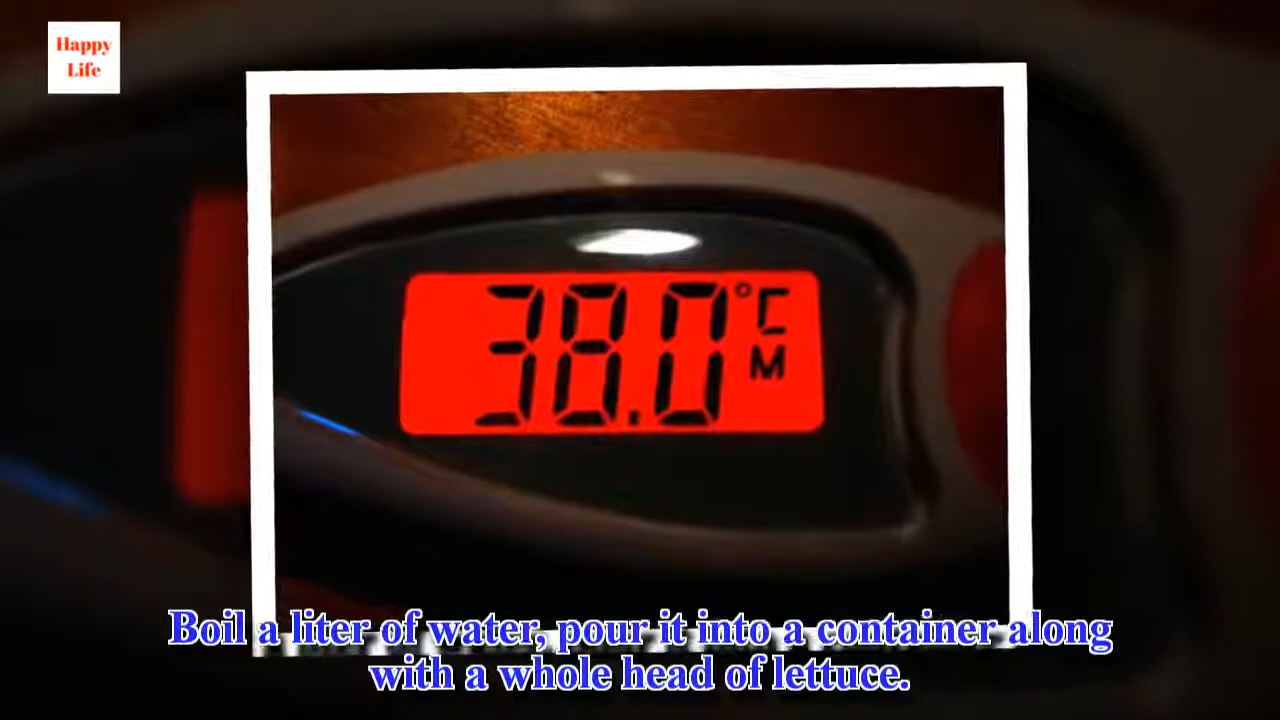 Happy
Life
38.0°C
M
Boil a liter of water, pour it into a container along
with a whole head of lettuce.